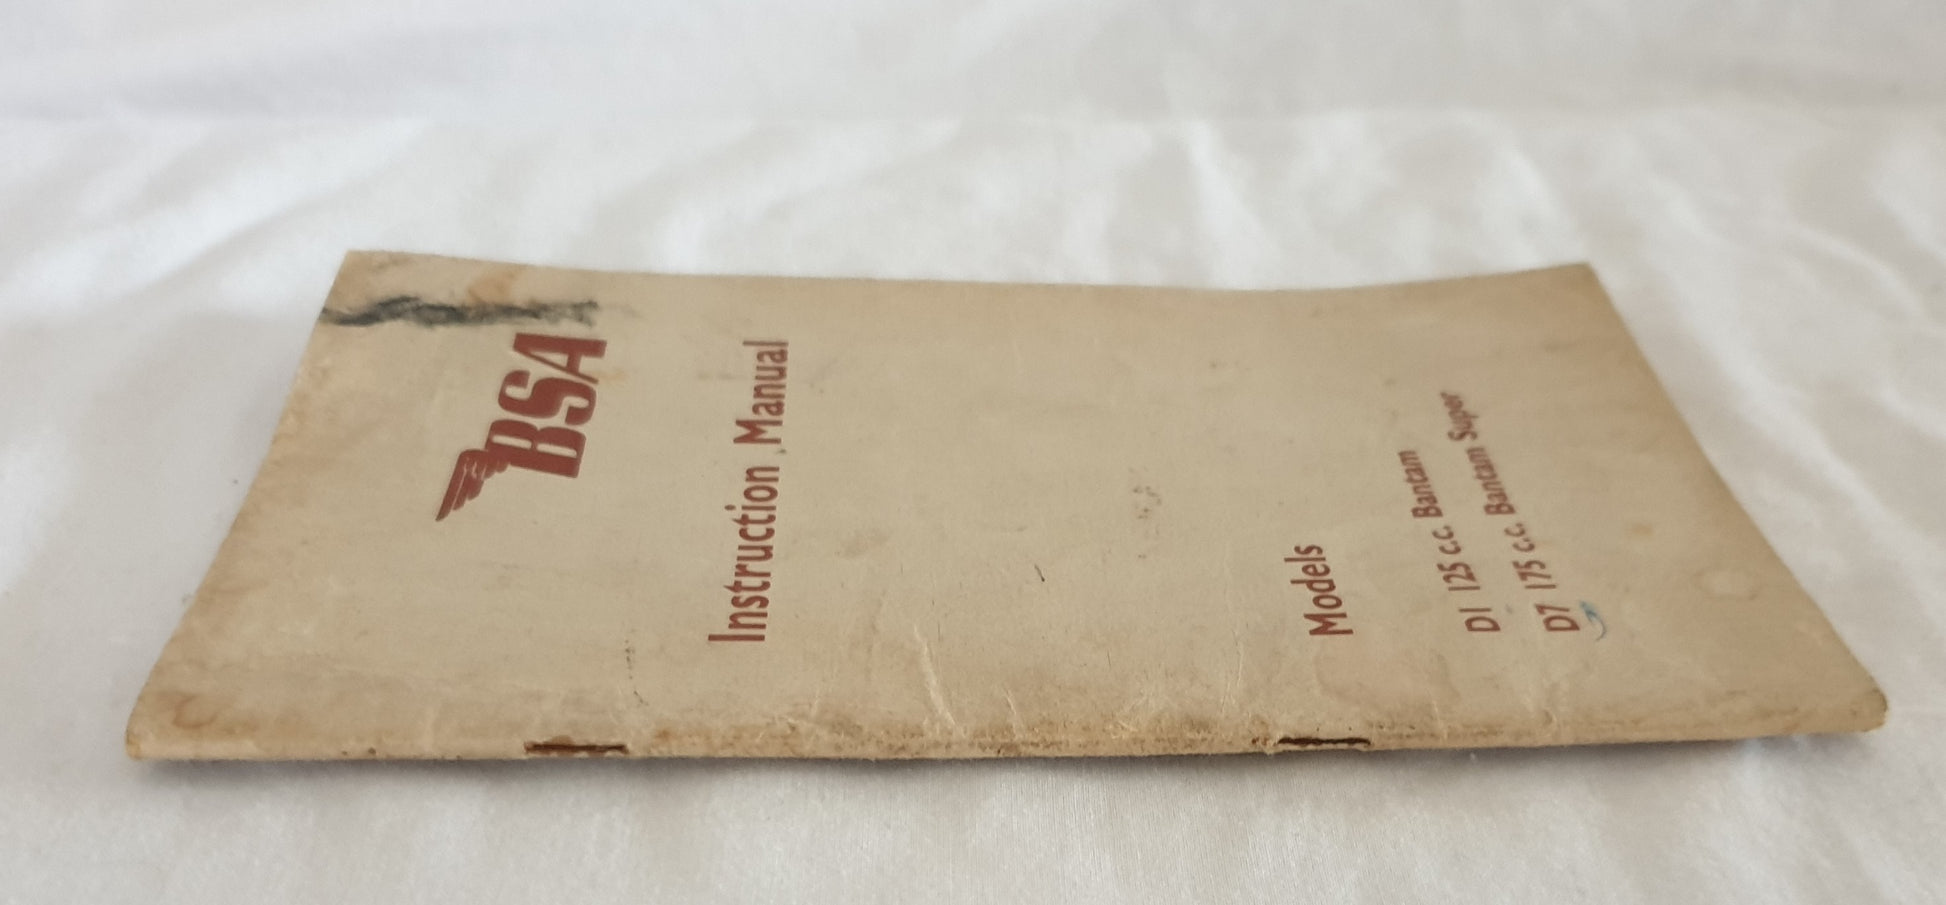 BSA
Instruction Manual
Models
D1 125 c.c. Bantam
D7 175 c.c. Bantam Super